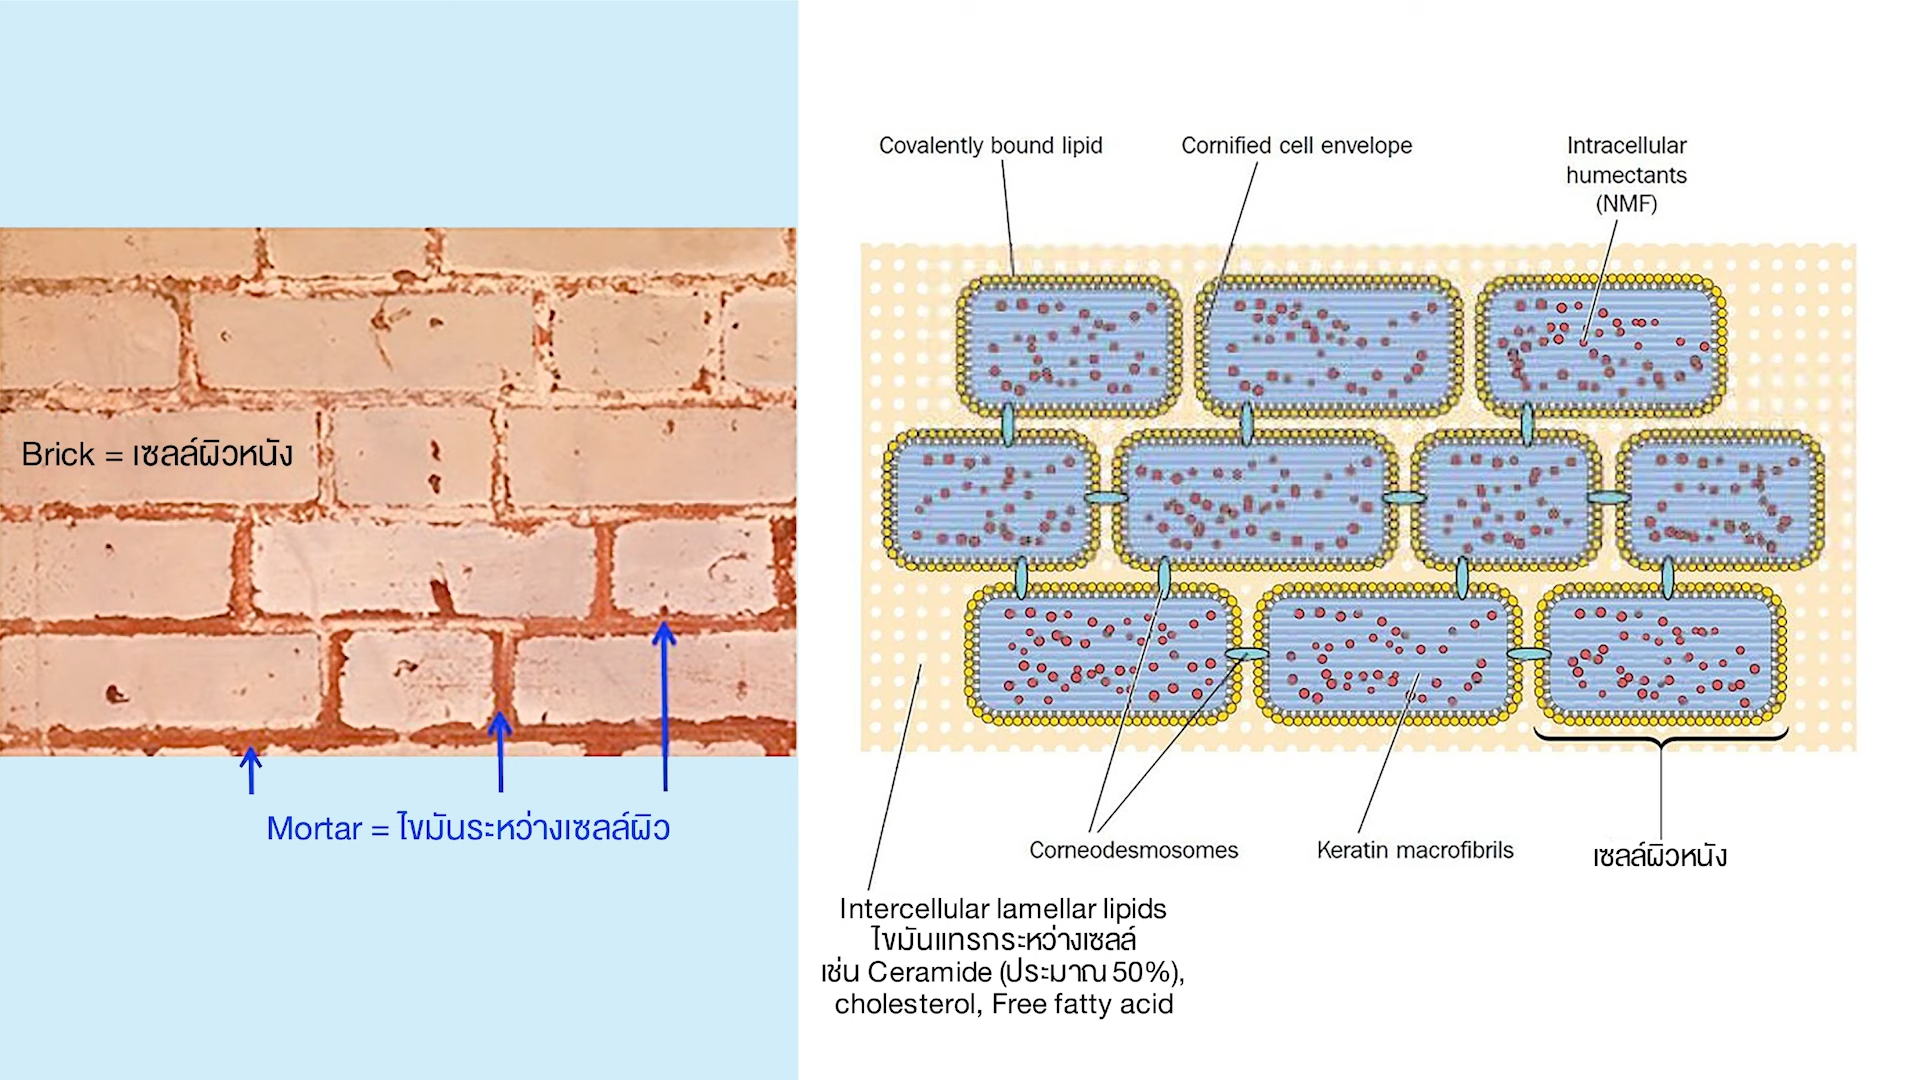 Brick = เซลล์ผิวหนัง
Mortar = ไขมันระหว่างเซลล์ผิว
Covalently bound lipid
Cornified cell envelope
Intracellular
humectants
(NMF)
Corneodesmosomes
Keratin macrofibrils
เซลล์ผิวหนัง
Intercellular lamellar lipids
ไขมันแทรกระหว่างเซลล์
เช่น Ceramide (ประมาณ 50%),
cholesterol, Free fatty acid